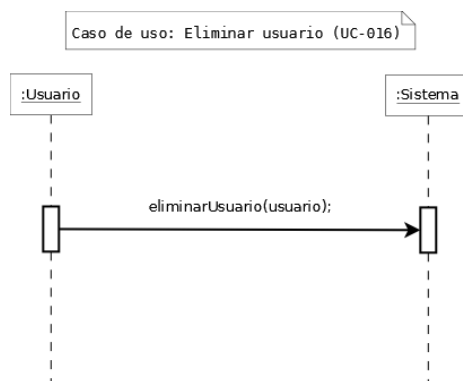 Caso de uso: Eliminar usuario (UC-016)
:Usuario
:Sistema
eliminarUsuario(usuario);